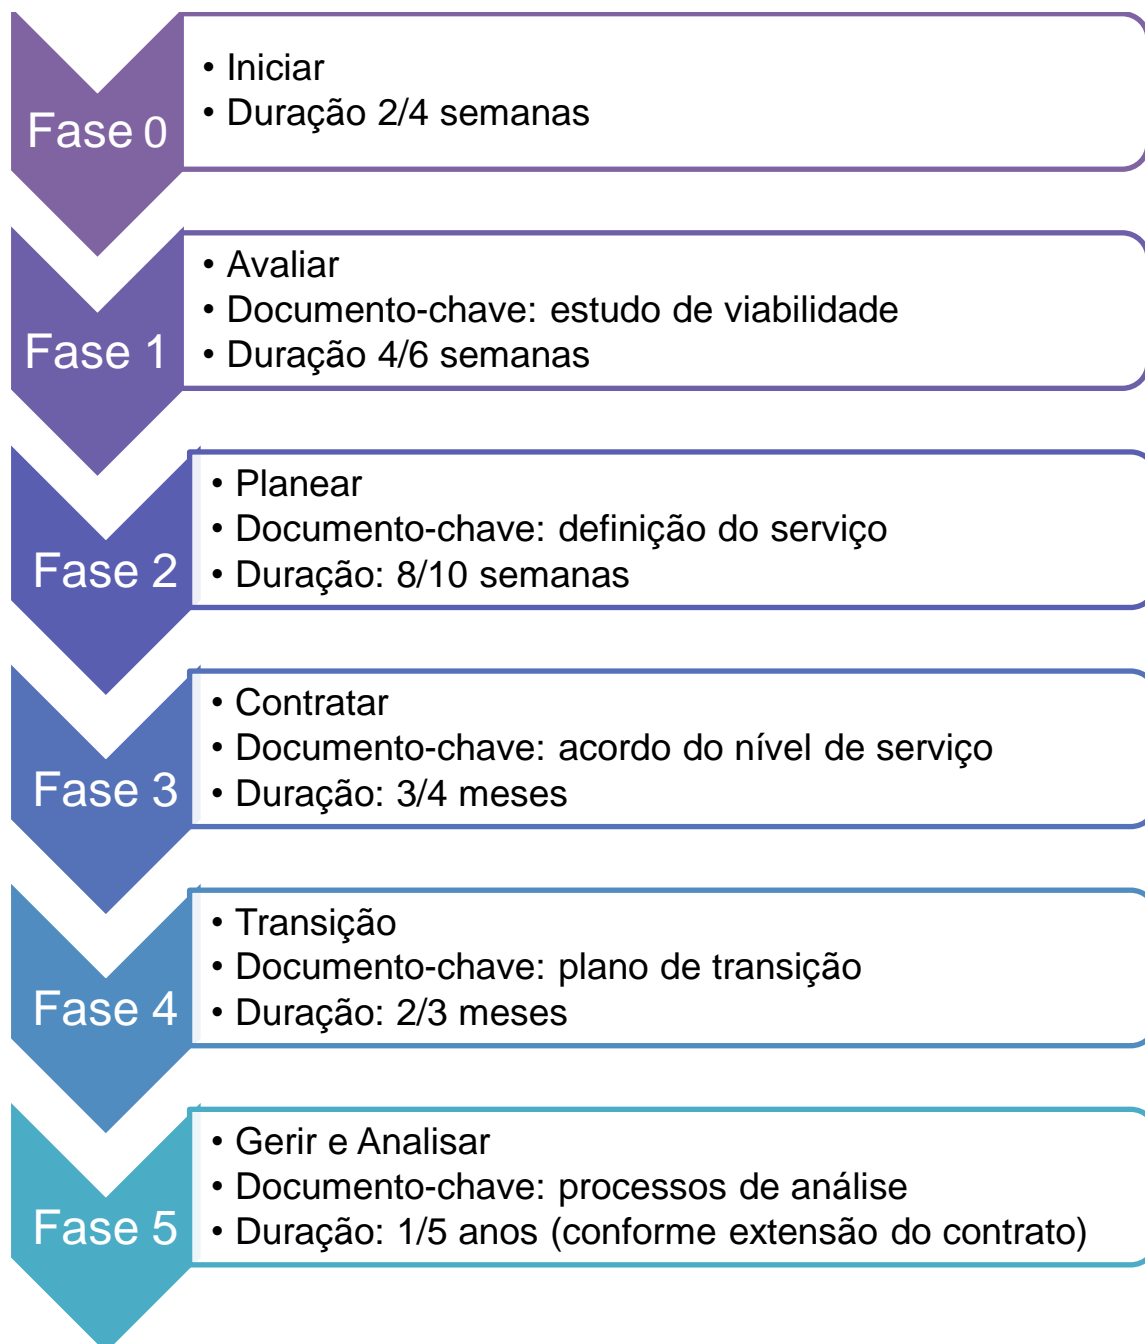 Fase 0
• Iniciar
• Duração 2/4 semanas
Fase 1
• Avaliar
• Documento-chave: estudo de viabilidade
• Duração 4/6 semanas
Fase 2
• Planear
• Documento-chave: definição do serviço
• Duração: 8/10 semanas
Fase 3
• Contratar
• Documento-chave: acordo do nível de serviço
• Duração: 3/4 meses
Fase 4
• Transição
• Documento-chave: plano de transição
• Duração: 2/3 meses
Fase 5
• Gerir e Analisar
• Documento-chave: processos de análise
• Duração: 1/5 anos (conforme extensão do contrato)